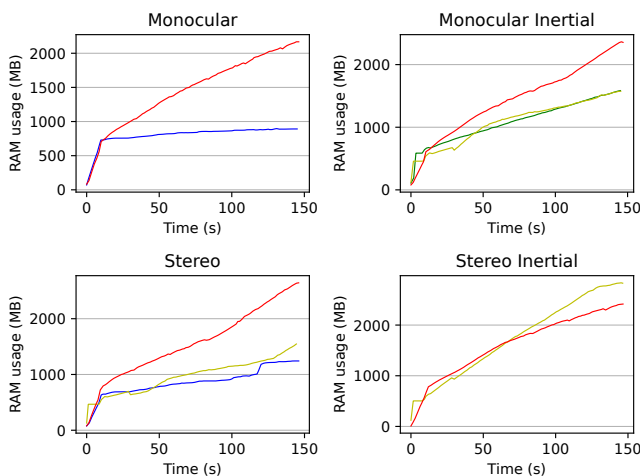 Monocular
RAM usage (MB)
2000
1500
1000
500
0
0 50 100 150
Time (s)
Monocular Inertial
RAM usage (MB)
2000
1000
0
0 50 100 150
Time (s)
Stereo
RAM usage (MB)
2000
1000
0
0 50 100 150
Time (s)
Stereo Inertial
RAM usage (MB)
2000
1000
0
0 50 100 150
Time (s)